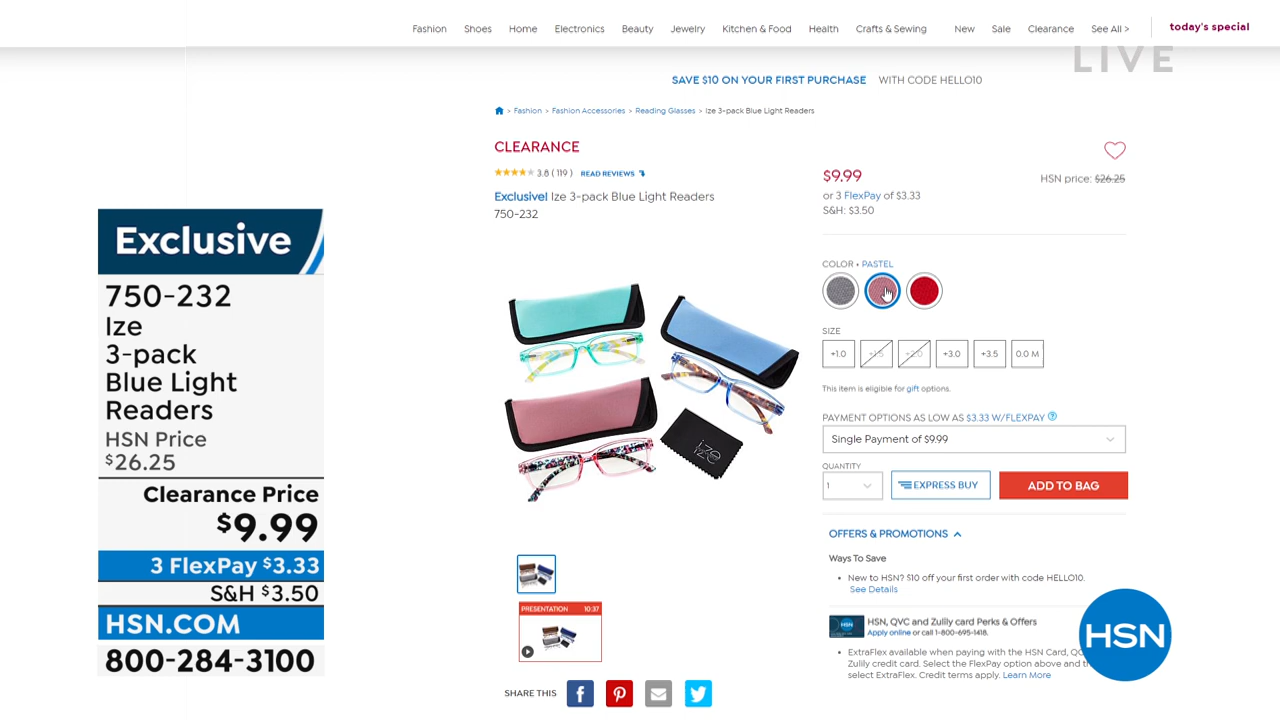 Fashion Shoes Home Electronics Beauty Jewelry Kitchen & Food Health Crafts & Sewing New Sale Clearance See All > today's special
LIVE
SAVE $10 ON YOUR FIRST PURCHASE WITH CODE HELLO10
> Fashion > Fashion Accessories > Reading Glasses > Ize 3-pack Blue Light Readers
CLEARANCE
3.8 ( 119 ) READ REVIEWS
Exclusive! Ize 3-pack Blue Light Readers
750-232
$9.99
HSN price: $26.25
or 3 FlexPay of $3.33
S&H: $3.50
COLOR • PASTEL
SIZE
+1.0 +1.5 +2.0 +3.0 +3.5 0.0 M
This item is eligible for gift options.
PAYMENT OPTIONS AS LOW AS $3.33 W/FLEXPAY ?
Single Payment of $9.99
QUANTITY
1 EXPRESS BUY ADD TO BAG
OFFERS & PROMOTIONS
Ways To Save
• New to HSN? $10 off your first order with code HELLO10.
See Details
HSN, QVC and Zulily card Perks & Offers
Apply online or call 1-800-695-1418.
• ExtraFlex available when paying with the HSN Card,
Zulily credit card. Select the FlexPay option above and
select ExtraFlex. Credit terms apply. Learn More
ize
PRESENTATION 10:37
SHARE THIS
Exclusive
750-232
Ize
3-pack
Blue Light
Readers
HSN Price
$26.25
Clearance Price
$9.99
3 FlexPay $3.33
S&H $3.50
HSN.COM
800-284-3100
HSN